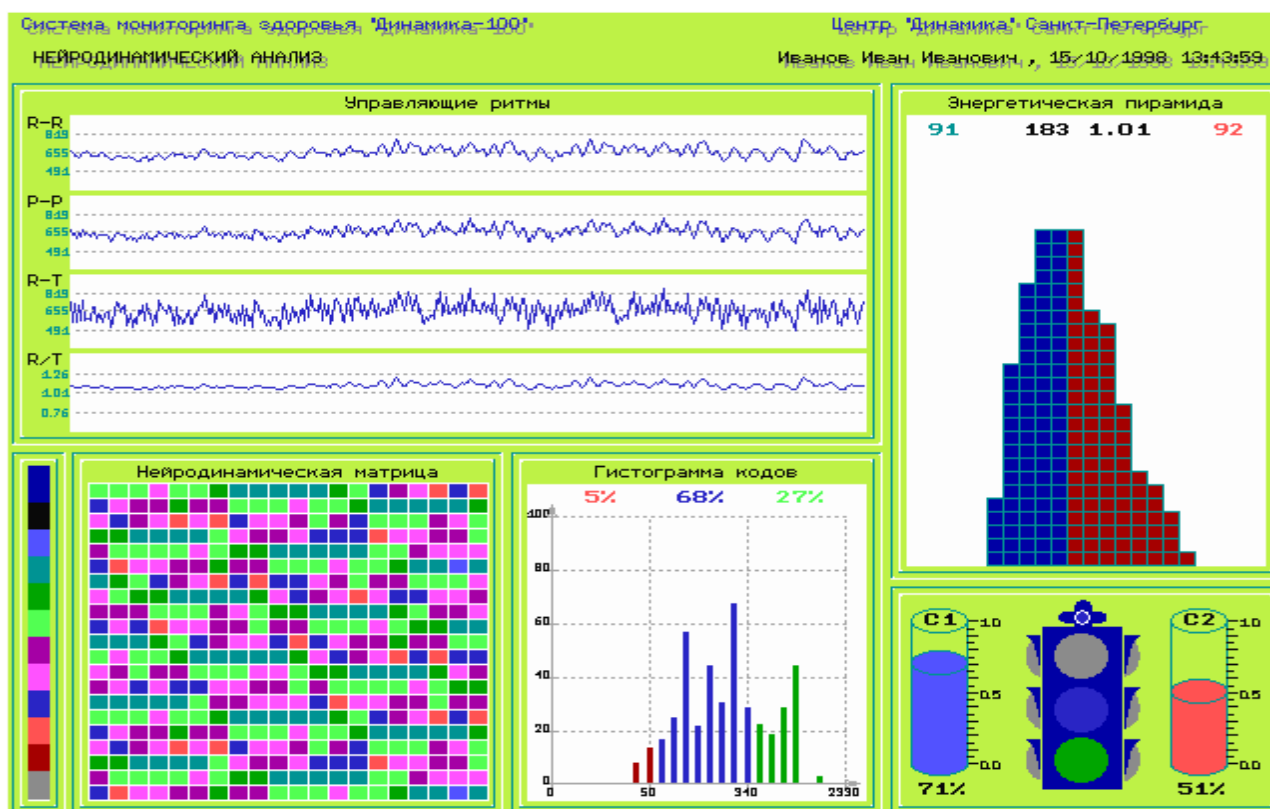 Система мониторинга здоровья "Динамика-100"
Центр "Динамика" Санкт-Петербург
НЕЙРОДИНАМИЧЕСКИЙ АНАЛИЗ
Иванов Иван Иванович , 15/10/1998 13:43:59
Управляющие ритмы
R-R
819
655
491
P-P
819
655
491
R-T
819
655
491
R/T
1.26
1.01
0.76
Энергетическая пирамида
91 183 1.01 92
Нейродинамическая матрица
Гистограмма кодов
5% 68% 27%
100
80
60
40
20
0
0 50 340 2330
C1
1.0
0.5
0.0
71%
C2
1.0
0.5
0.0
51%